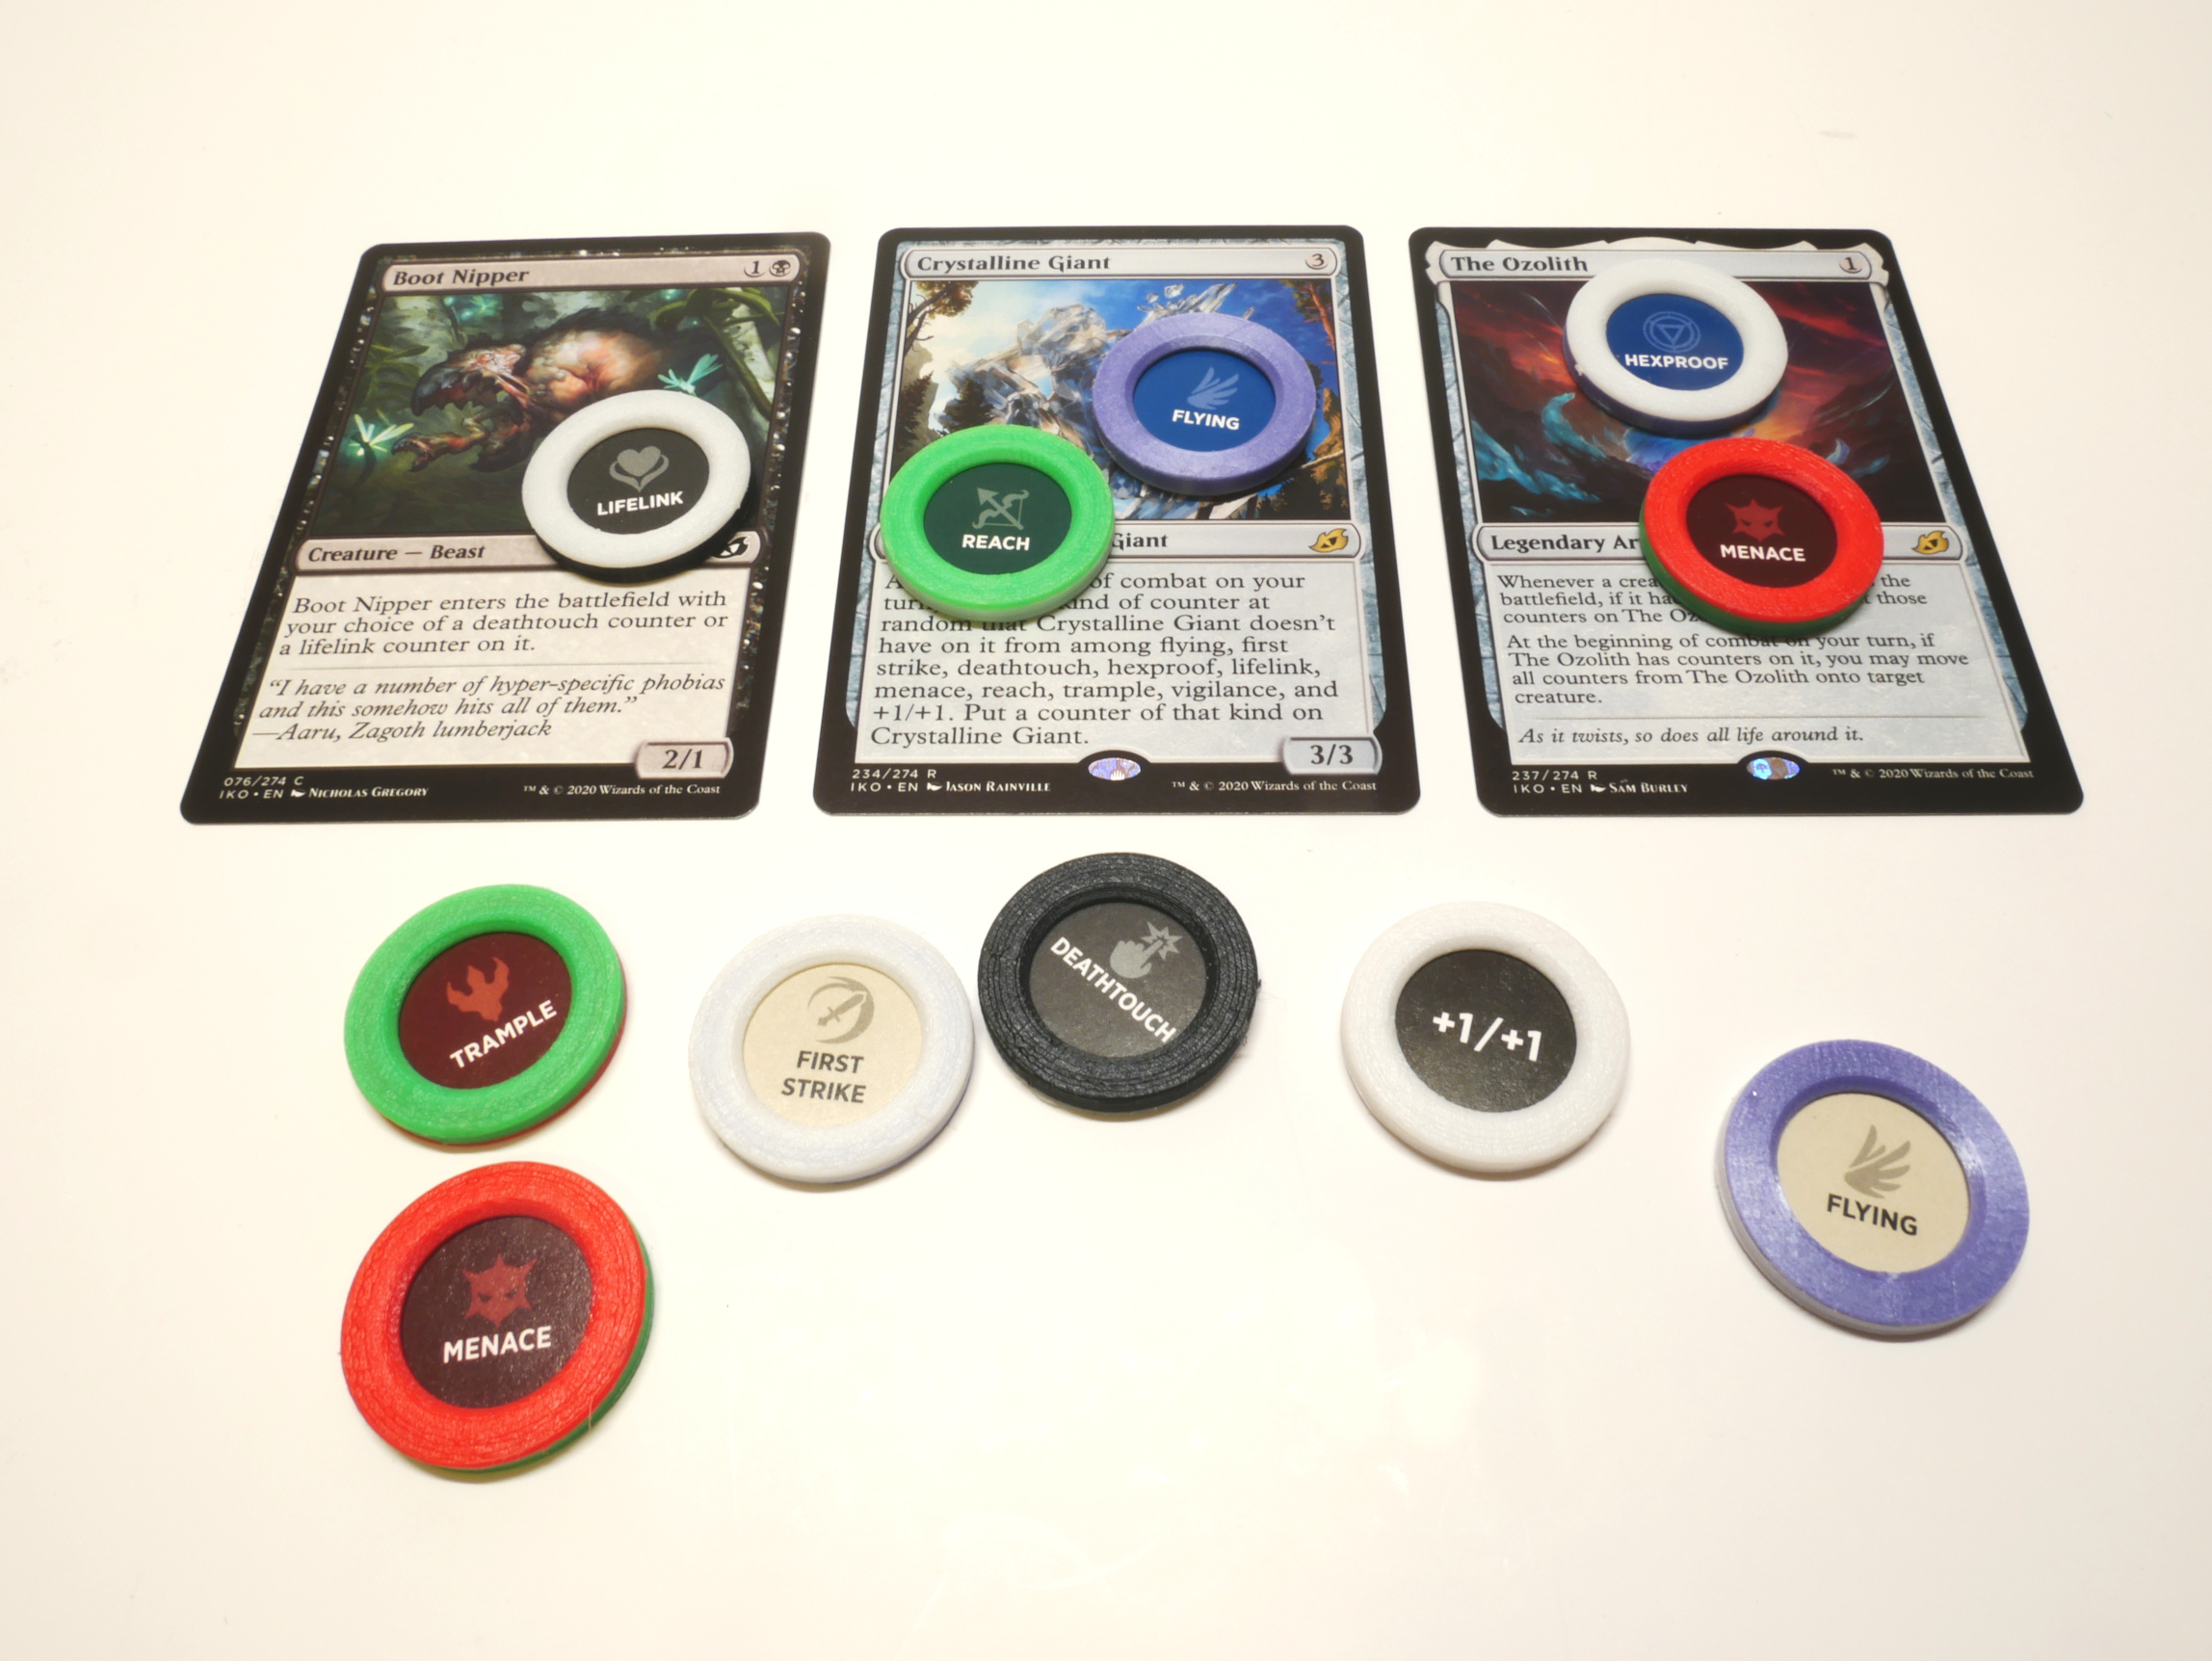 Boot Nipper 1
LIFELINK
Creature — Beast
Boot Nipper enters the battlefield with
your choice of a deathtouch counter or
a lifelink counter on it.
“I have a number of hyper-specific phobias
and this somehow hits all of them.”
—Aaru, Zagoth lumberjack
2/1
076/274 C
IKO • EN NICHOLAS GREGORY
™ & © 2020 Wizards of the Coast
Crystalline Giant 3
FLYING
REACH
Giant
of combat on your
kind of counter at
random that Crystalline Giant doesn’t
have on it from among flying, first
strike, deathtouch, hexproof, lifelink,
menace, reach, trample, vigilance, and
+1/+1. Put a counter of that kind on
Crystalline Giant.
3/3
234/274 R
IKO • EN JASON RAINVILLE
™ & © 2020 Wizards of the Coast
The Ozolith 1
HEXPROOF
MENACE
Legendary
Whenever a the
battlefield, if it those
counters on The
At the beginning of combat on your turn, if
The Ozolith has counters on it, you may move
all counters from The Ozolith onto target
creature.
As it twists, so does all life around it.
237/274 R
IKO • EN SAM BURLEY
™ & © 2020 Wizards of the Coast
TRAMPLE
FIRST
STRIKE
DEATHTOUCH
+1/+1
FLYING
MENACE